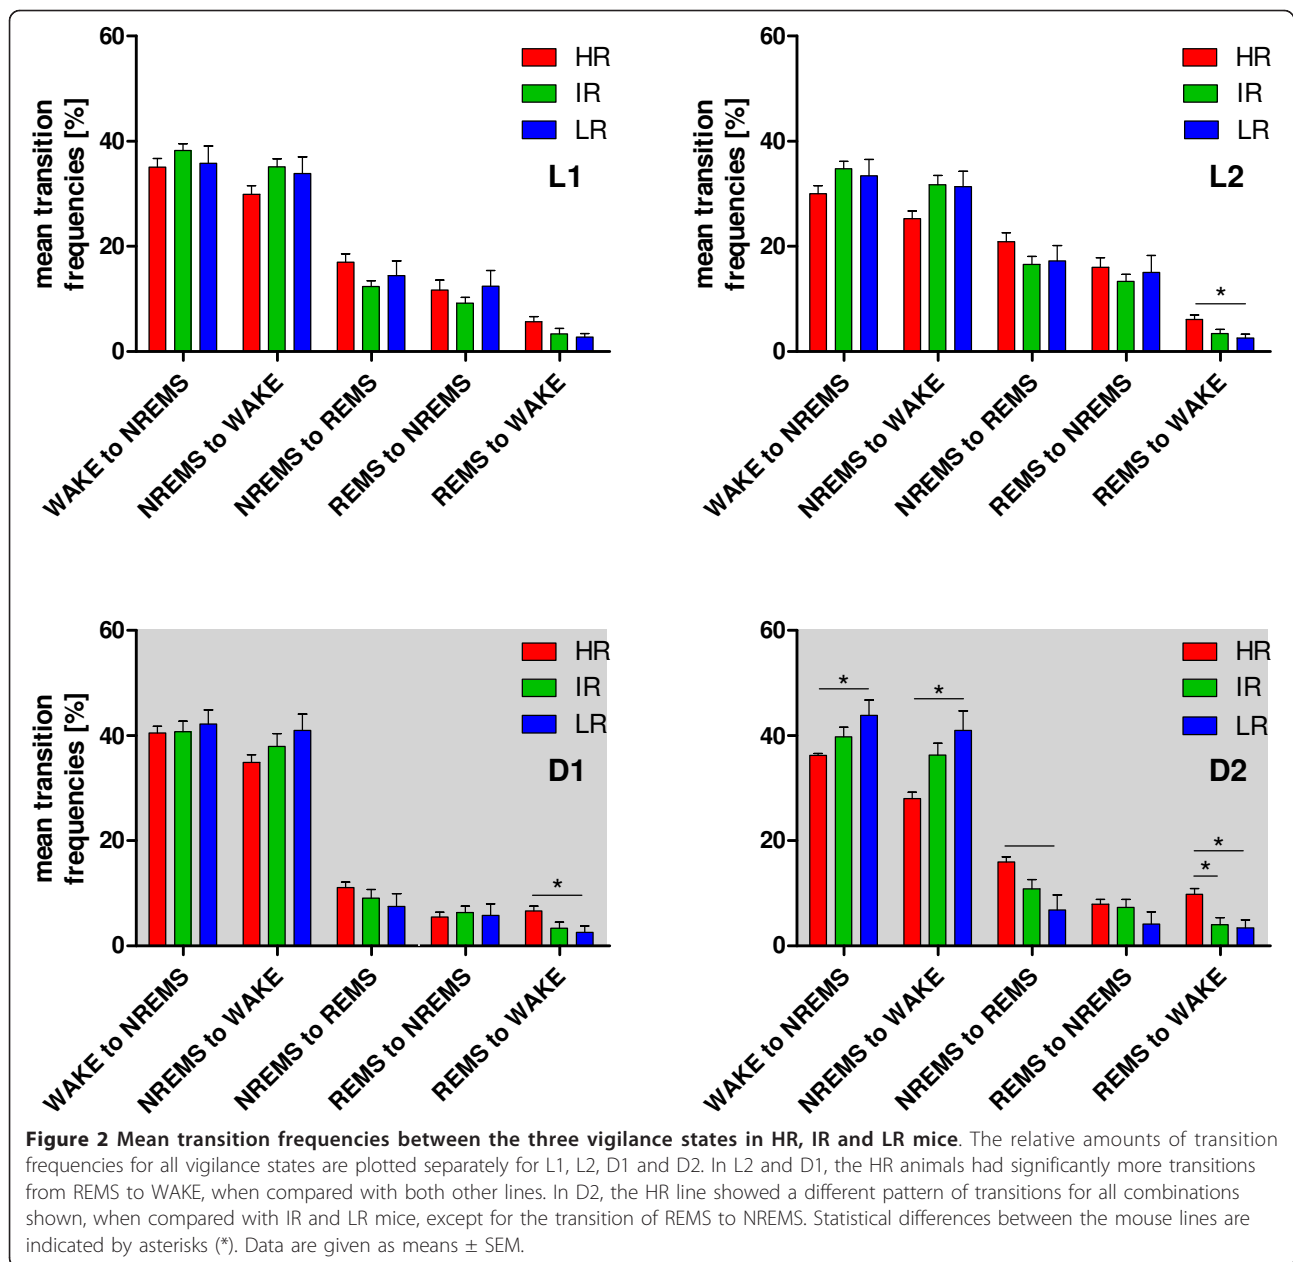 60
40
20
0
mean transition
frequencies [%]
HR
IR
LR
L1
WAKE to NREMS
NREMS to WAKE
NREMS to REMS
REMS to NREMS
REMS to WAKE
60
40
20
0
mean transition
frequencies [%]
HR
IR
LR
L2
*
WAKE to NREMS
NREMS to WAKE
NREMS to REMS
REMS to NREMS
REMS to WAKE
60
40
20
0
mean transition
frequencies [%]
HR
IR
LR
D1
*
WAKE to NREMS
NREMS to WAKE
NREMS to REMS
REMS to NREMS
REMS to WAKE
60
40
20
0
mean transition
frequencies [%]
HR
IR
LR
D2
*
*
*
*
WAKE to NREMS
NREMS to WAKE
NREMS to REMS
REMS to NREMS
REMS to WAKE
Figure 2 Mean transition frequencies between the three vigilance states in HR, IR and LR mice. The relative amounts of transition
frequencies for all vigilance states are plotted separately for L1, L2, D1 and D2. In L2 and D1, the HR animals had significantly more transitions
from REMS to WAKE, when compared with both other lines. In D2, the HR line showed a different pattern of transitions for all combinations
shown, when compared with IR and LR mice, except for the transition of REMS to NREMS. Statistical differences between the mouse lines are
indicated by asterisks (*). Data are given as means ± SEM.